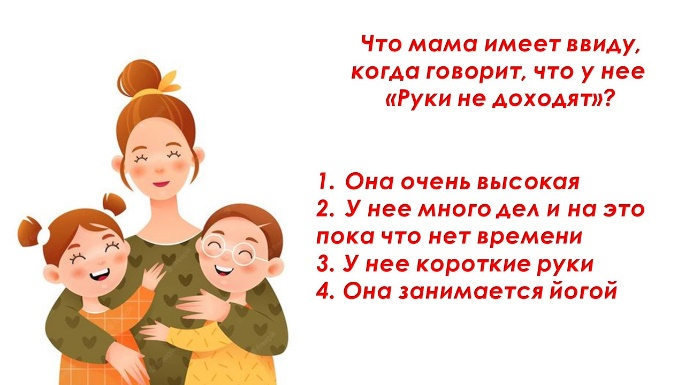 Что мама имеет ввиду,
когда говорит, что у нее
«Руки не доходят»?
1. Она очень высокая
2. У нее много дел и на это
пока что нет времени
3. У нее короткие руки
4. Она занимается йогой